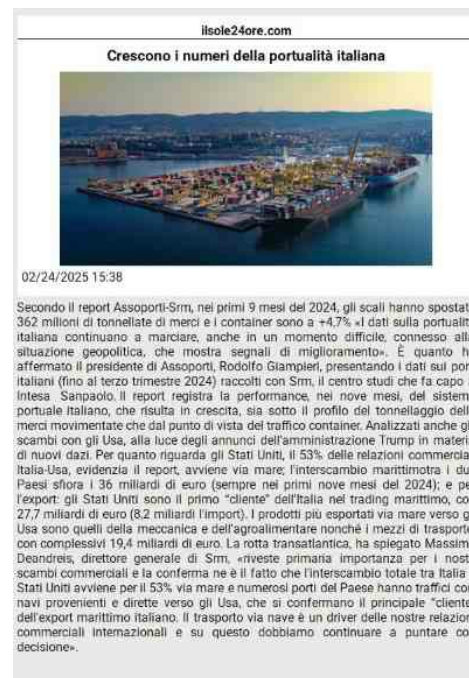 ilsole24ore.com
Crescono i numeri della portualità italiana
02/24/2025 15:38
Secondo il report Assoporti-Srm, nei primi 9 mesi del 2024, gli scali hanno spostat
362 milioni di tonnellate di merci e i container sono a +4,7% «I dati sulla portualit
italiana continuano a marciare, anche in un momento difficile, connesso all
situazione geopolitica, che mostra segnali di miglioramento». È quanto h
affermato il presidente di Assoporti, Rodolfo Giampieri, presentando i dati sui por
italiani (fino al terzo trimestre 2024) raccolti con Srm, il centro studi che fa capo
Intesa Sanpaolo. Il report registra la performance, nei nove mesi, del sistem
portuale italiano, che risulta in crescita, sia sotto il profilo del tonnellaggio dell
merci movimentate che dal punto di vista del traffico container. Analizzati anche g
scambi con gli Usa, alla luce degli annunci dell'amministrazione Trump in materi
di nuovi dazi. Per quanto riguarda gli Stati Uniti, il 53% delle relazioni commercia
Italia-Usa, evidenzia il report, avviene via mare; l'interscambio marittimotra i du
Paesi sfiora i 36 miliardi di euro (sempre nei primi nove mesi del 2024); e pe
l'export: gli Stati Uniti sono il primo "cliente" dell'Italia nel trading marittimo, co
27,7 miliardi di euro (8,2 miliardi l'import). I prodotti più esportati via mare verso g
Usa sono quelli della meccanica e dell'agroalimentare nonché i mezzi di trasport
con complessivi 19,4 miliardi di euro. La rotta transatlantica, ha spiegato Massim
Deandreis, direttore generale di Srm, «riveste primaria importanza per i nost
scambi commerciali e la conferma ne è il fatto che l'interscambio totale tra Italia
Stati Uniti avviene per il 53% via mare e numerosi porti del Paese hanno traffici co
navi provenienti e dirette verso gli Usa, che si confermano il principale "cliente
dell'export marittimo italiano. Il trasporto via nave è un driver delle nostre relazion
commerciali internazionali e su questo dobbiamo continuare a puntare co
decisione».